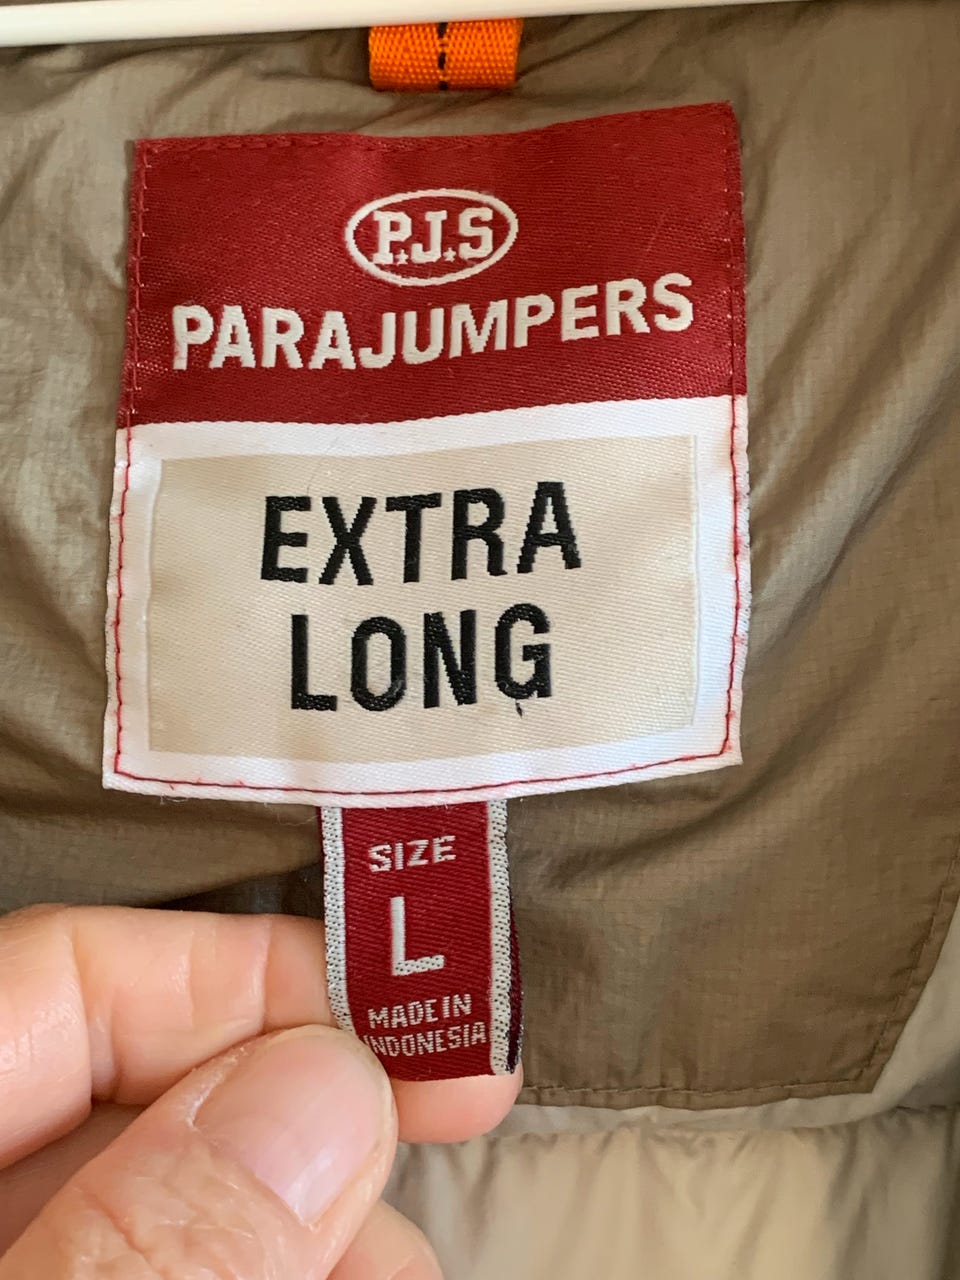 P.J.S
PARAJUMPERS
EXTRA
LONG
SIZE
L
MADE IN
INDONESIA